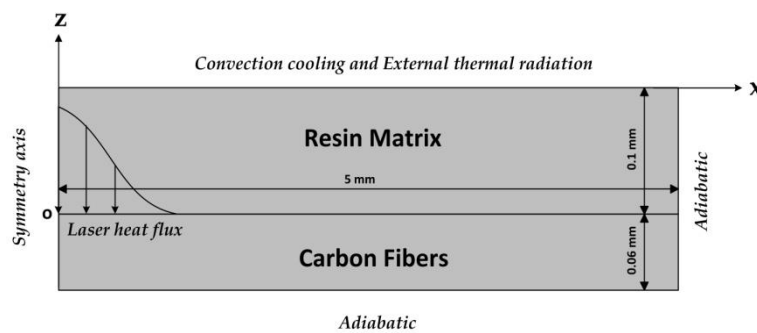 Z
Convection cooling and External thermal radiation
X
Symmetry axis
Resin Matrix
0.1 mm
5 mm
Adiabatic
o
Laser heat flux
Carbon Fibers
0.06 mm
Adiabatic